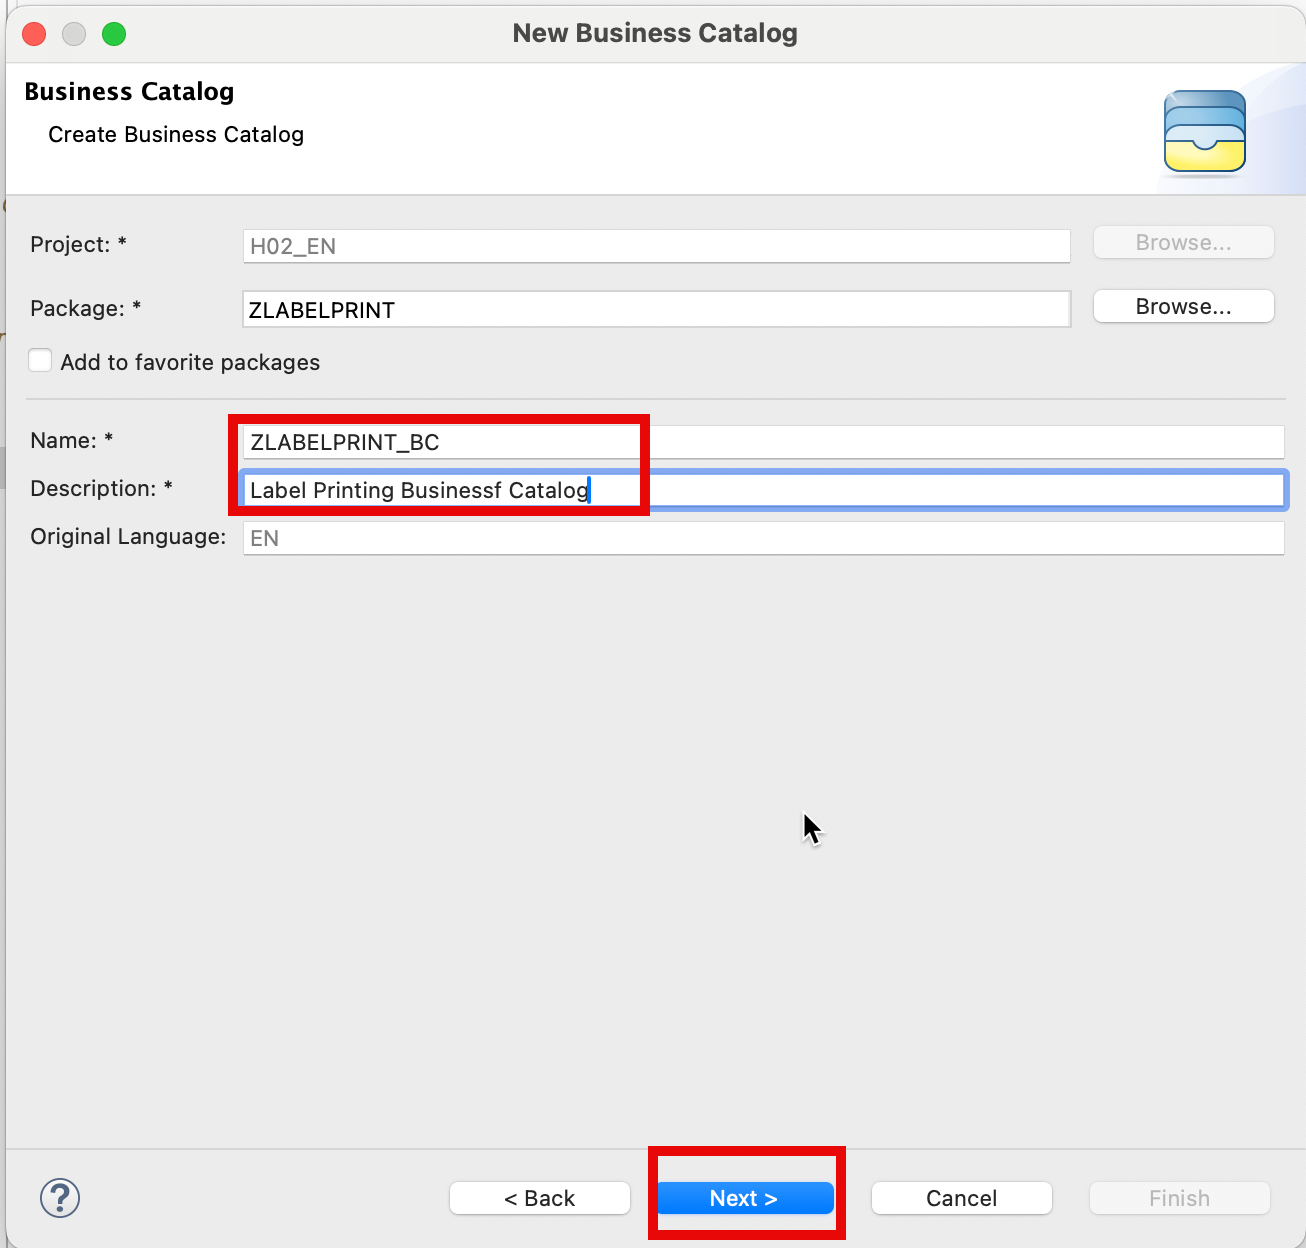 New Business Catalog
Business Catalog
Create Business Catalog
Project: * H02_EN Browse...
Package: * ZLABELPRINT Browse...
Add to favorite packages
Name: * ZLABELPRINT_BC
Description: * Label Printing Businessf Catalog
Original Language: EN
? < Back Next > Cancel Finish